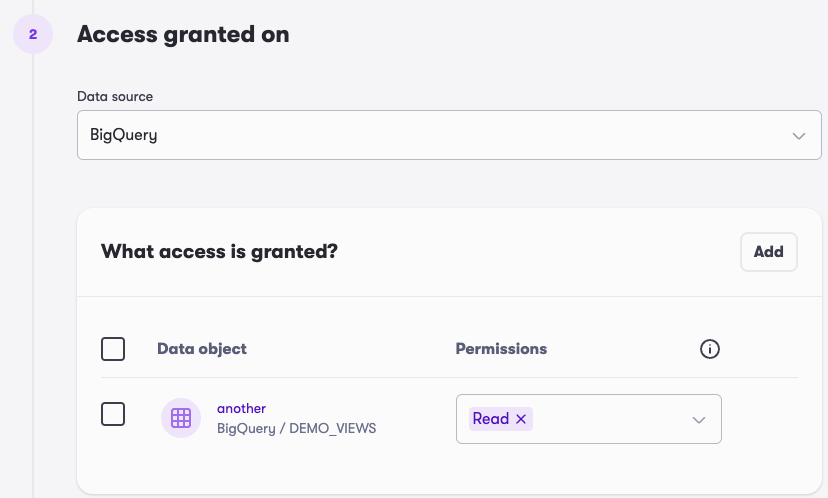 2
Access granted on
Data source
BigQuery
What access is granted?
Add
Data object
Permissions
another
BigQuery / DEMO_VIEWS
Read